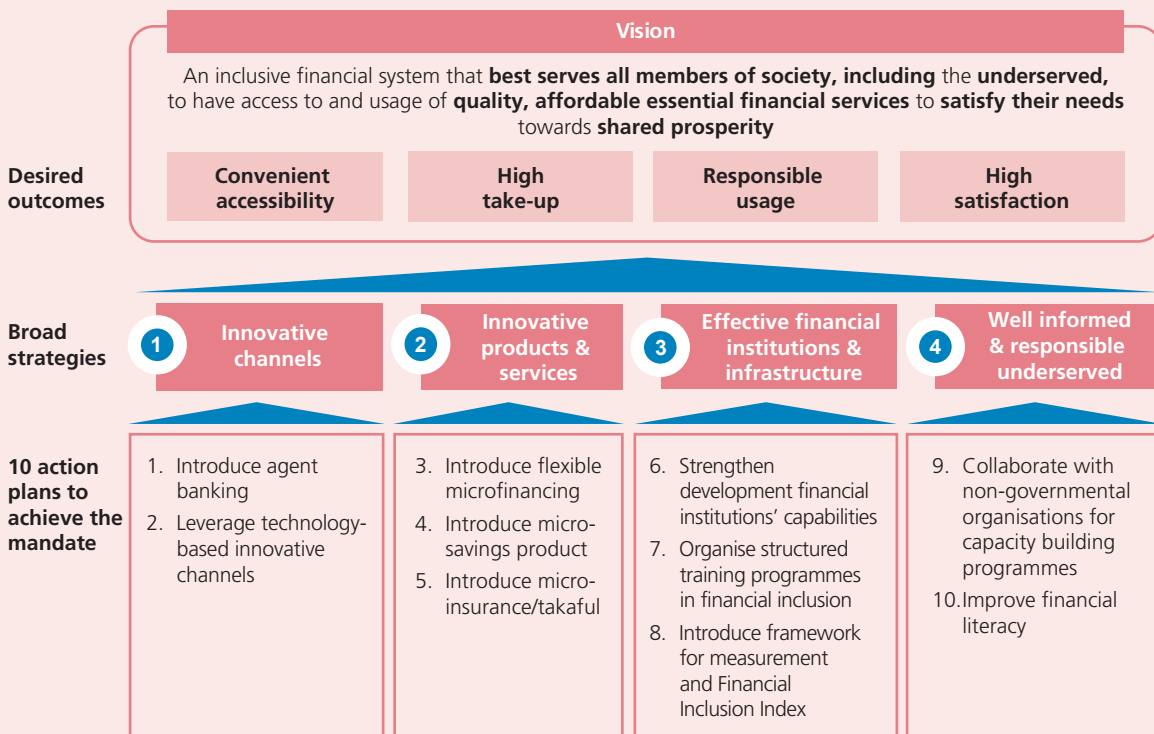 Vision
An inclusive financial system that best serves all members of society, including the underserved,
to have access to and usage of quality, affordable essential financial services to satisfy their needs
towards shared prosperity
Desired
outcomes
Convenient
accessibility
High
take-up
Responsible
usage
High
satisfaction
Broad
strategies
1
Innovative
channels
2
Innovative
products &
services
3
Effective financial
institutions &
infrastructure
4
Well informed
& responsible
underserved
10 action
plans to
achieve the
mandate
1. Introduce agent
banking
2. Leverage technology-
based innovative
channels
3. Introduce flexible
microfinancing
4. Introduce micro-
savings product
5. Introduce micro-
insurance/takaful
6. Strengthen
development financial
institutions' capabilities
7. Organise structured
training programmes
in financial inclusion
8. Introduce framework
for measurement
and Financial
Inclusion Index
9. Collaborate with
non-governmental
organisations for
capacity building
programmes
10.Improve financial
literacy